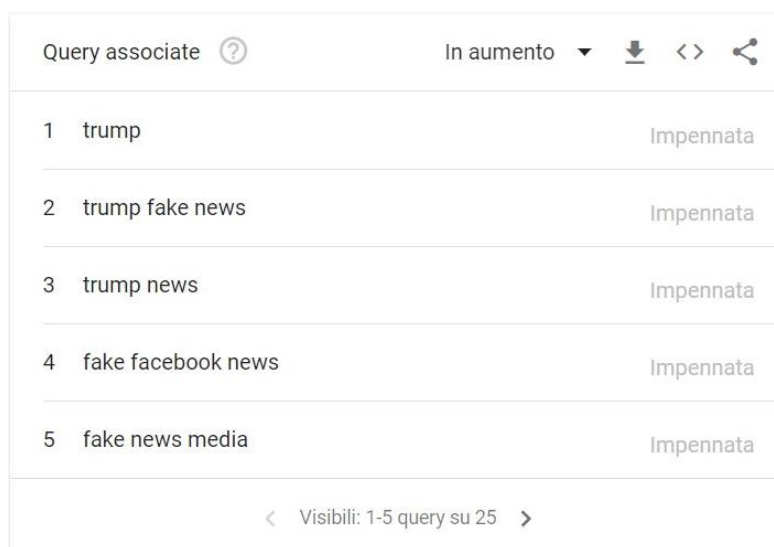 Query associate ? In aumento
1 trump Impennata
2 trump fake news Impennata
3 trump news Impennata
4 fake facebook news Impennata
5 fake news media Impennata
Visibili: 1-5 query su 25